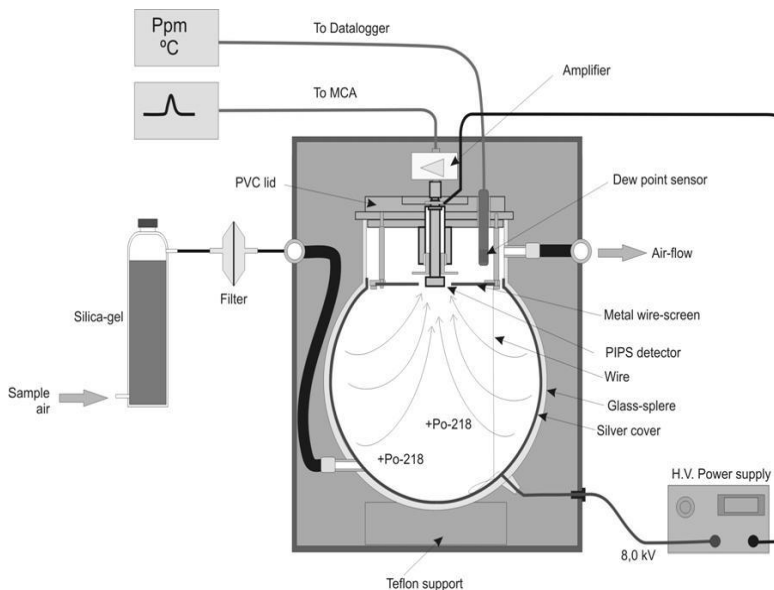 Ppm
ºC
To Datalogger
Amplifier
To MCA
PVC lid
Dew point sensor
Air-flow
Filter
Silica-gel
Metal wire-screen
PIPS detector
Wire
Sample
air
Glass-splere
+Po-218
Silver cover
+Po-218
H.V. Power supply
8,0 kV
Teflon support